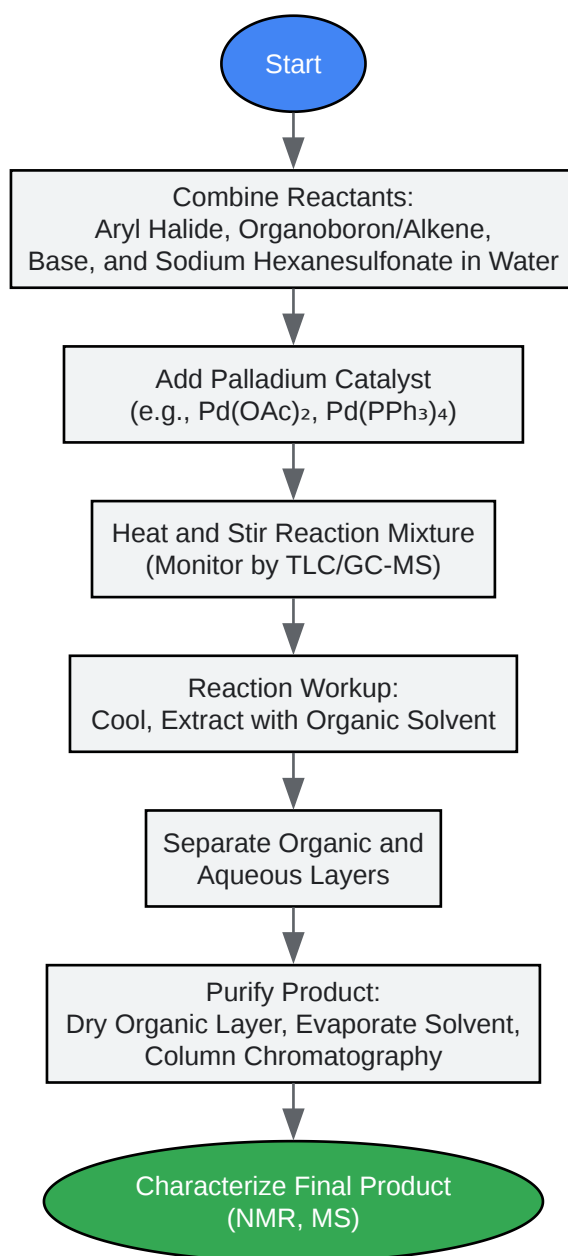 Start
Combine Reactants:
Aryl Halide, Organoboron/Alkene,
Base, and Sodium Hexanesulfonate in Water
Add Palladium Catalyst
(e.g., Pd(OAc)₂, Pd(PPh₃)₄)
Heat and Stir Reaction Mixture
(Monitor by TLC/GC-MS)
Reaction Workup:
Cool, Extract with Organic Solvent
Separate Organic and
Aqueous Layers
Purify Product:
Dry Organic Layer, Evaporate Solvent,
Column Chromatography
Characterize Final Product
(NMR, MS)